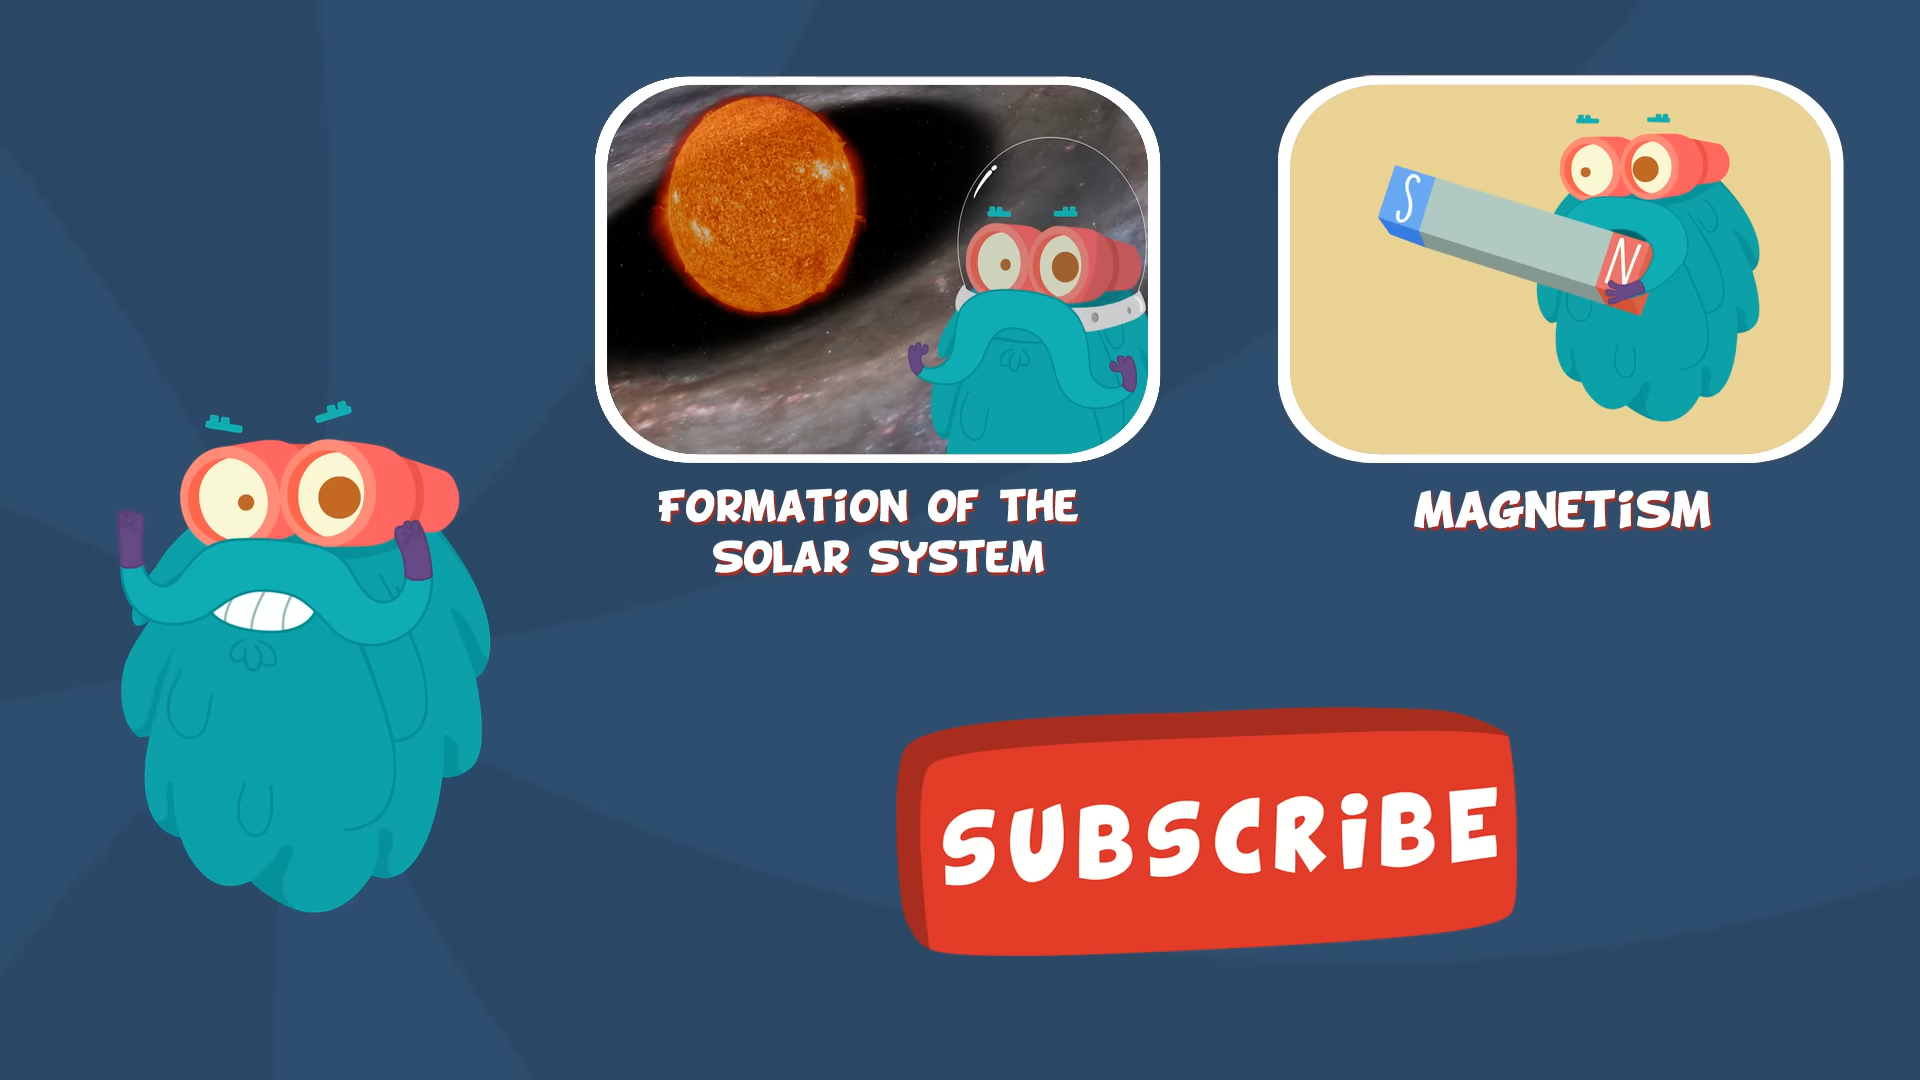 S
N
FORMATION OF THE
SOLAR SYSTEM
MAGNETISM
SUBSCRIBE